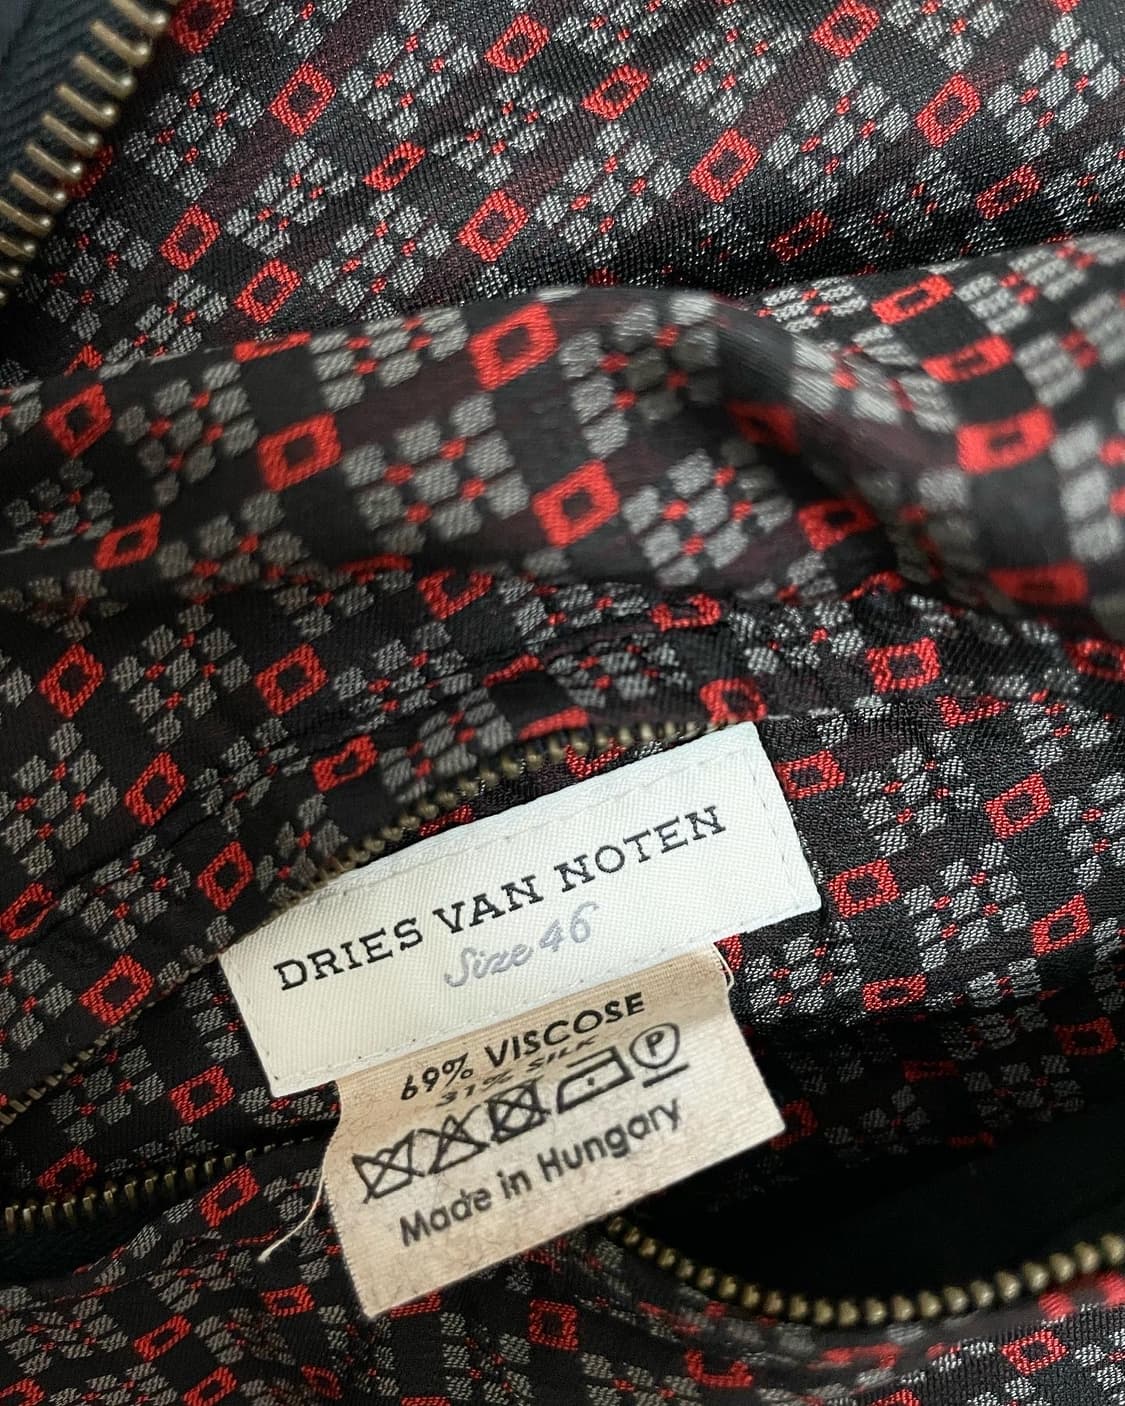 DRIES VAN NOTEN
Size 46
69% VISCOSE
31% SILK
P
Made in Hungary